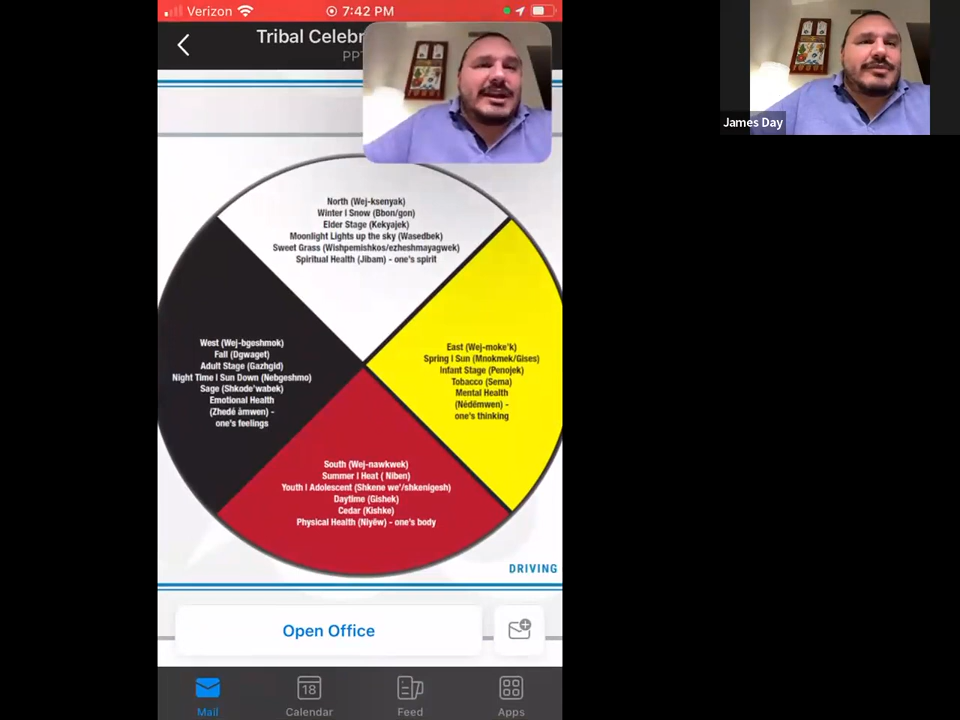 Verizon
7:42 PM
Tribal Celebr
PPT
James Day
North (Wej-ksenyak)
Winter | Snow (Bbon/gon)
Elder Stage (Kekyajek)
Moonlight Lights up the sky (Wasedbek)
Sweet Grass (Wishpemishkos/ezheshmayagwek)
Spiritual Health (Jibam) - one's spirit
West (Wej-bgeshmok)
Fall (Dgwaget)
Adult Stage (Gazhgid)
Night Time | Sun Down (Nebgeshmo)
Sage (Shkode'wabek)
Emotional Health
(Zhedė ȧmwen) -
one's feelings
East (Wej-moke'k)
Spring | Sun (Mnokmek/Gises)
Infant Stage (Penojek)
Tobacco (Sema)
Mental Health
(Nėdėmwen) -
one's thinking
South (Wej-nawkwek)
Summer | Heat ( Niben)
Youth | Adolescent (Shkene we'/shkenigesh)
Daytime (Gishek)
Cedar (Kishke)
Physical Health (Niyėw) - one's body
DRIVING
Open Office
18
Mail
Calendar
Feed
Apps